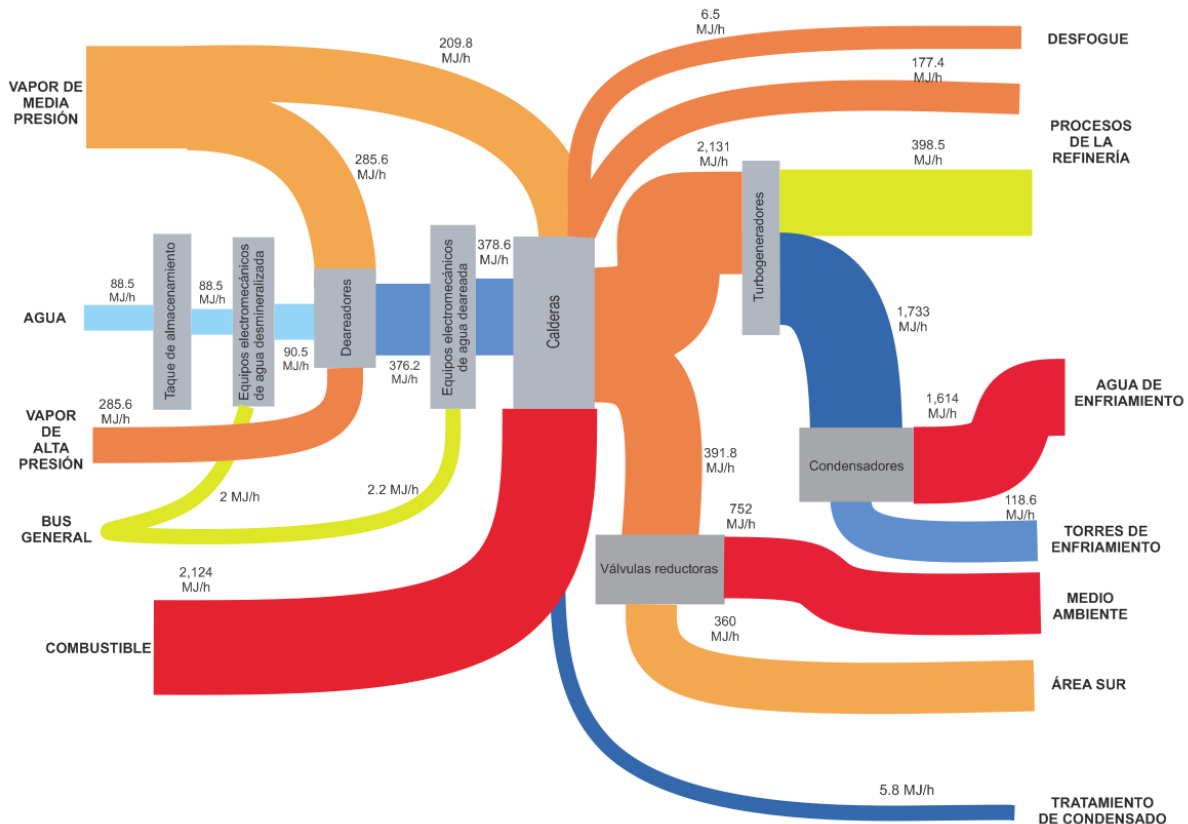 6.5
MJ/h
DESFOGUE
209.8
MJ/h
177.4
MJ/h
VAPOR DE
MEDIA
PRESIÓN
PROCESOS
DE LA
REFINERÍA
2,131
MJ/h
398.5
MJ/h
285.6
MJ/h
Turbogeneradores
Taque de almacenamiento
Equipos electromecánicos
de agua desmineralizada
Deareadores
Equipos electromecánicos
de agua deareada
378.6
MJ/h
Calderas
88.5
MJ/h
88.5
MJ/h
AGUA
1,733
MJ/h
90.5
MJ/h
376.2
MJ/h
AGUA DE
ENFRIAMIENTO
1,614
MJ/h
285.6
MJ/h
VAPOR
DE
ALTA
PRESIÓN
391.8
MJ/h
Condensadores
2 MJ/h
2.2 MJ/h
118.6
MJ/h
BUS
GENERAL
752
MJ/h
TORRES DE
ENFRIAMIENTO
2,124
MJ/h
Válvulas reductoras
MEDIO
AMBIENTE
360
MJ/h
COMBUSTIBLE
ÁREA SUR
5.8 MJ/h
TRATAMIENTO
DE CONDENSADO